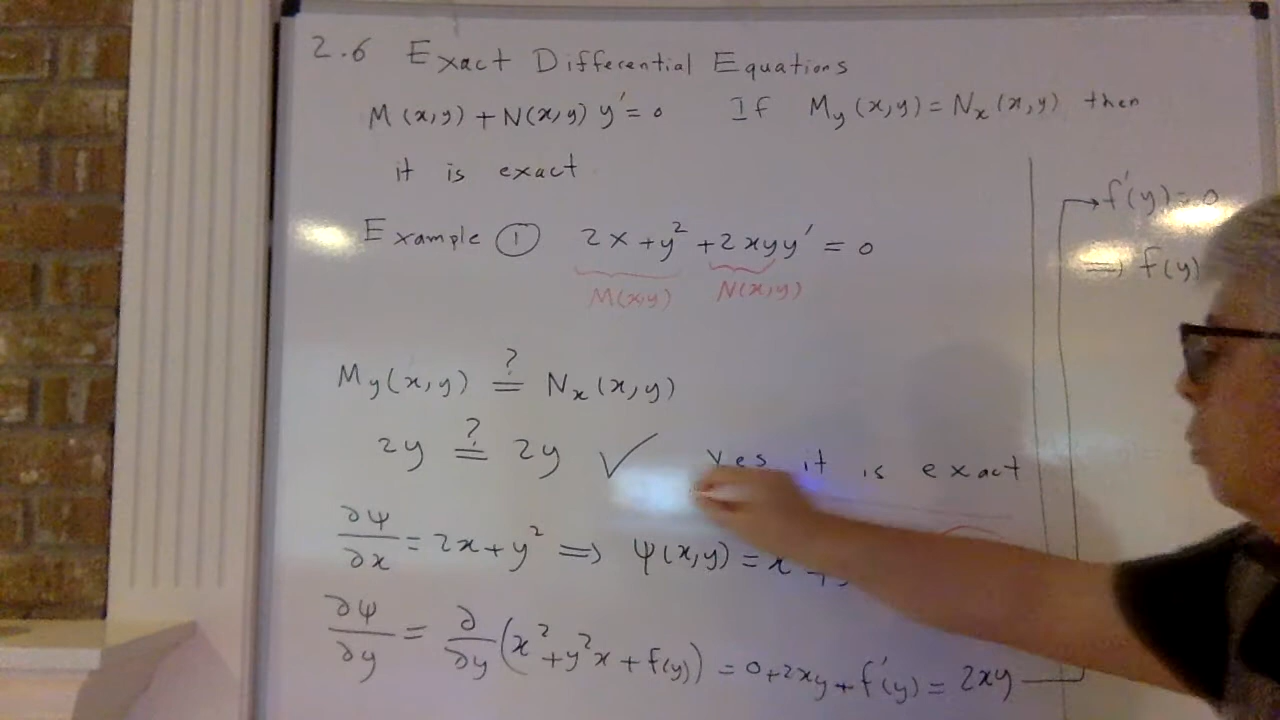 2.6 Exact Differential Equations
M(x,y) + N(x,y) y' = 0 If M_y(x,y) = N_x(x,y) then
it is exact
Example ① 2x + y² + 2xyy' = 0
M(x,y) N(x,y)
M_y(x,y) ?= N_x(x,y)
2y ?= 2y ✓ Yes it is exact
∂ψ/∂x = 2x + y² ⟹ ψ(x,y) = x
∂ψ/∂y = ∂/∂y (x² + y²x + f(y)) = 0 + 2xy + f'(y) = 2xy
→ f'(y) = 0
⟹ f(y)